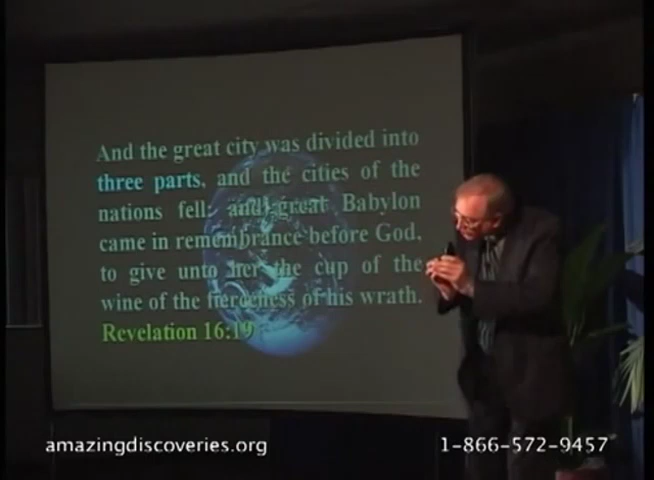 And the great city was divided into
three parts, and the cities of the
nations fell: and great Babylon
came in remembrance before God,
to give unto her the cup of the
wine of the fierceness of his wrath.
Revelation 16:19
amazingdiscoveries.org
1-866-572-9457